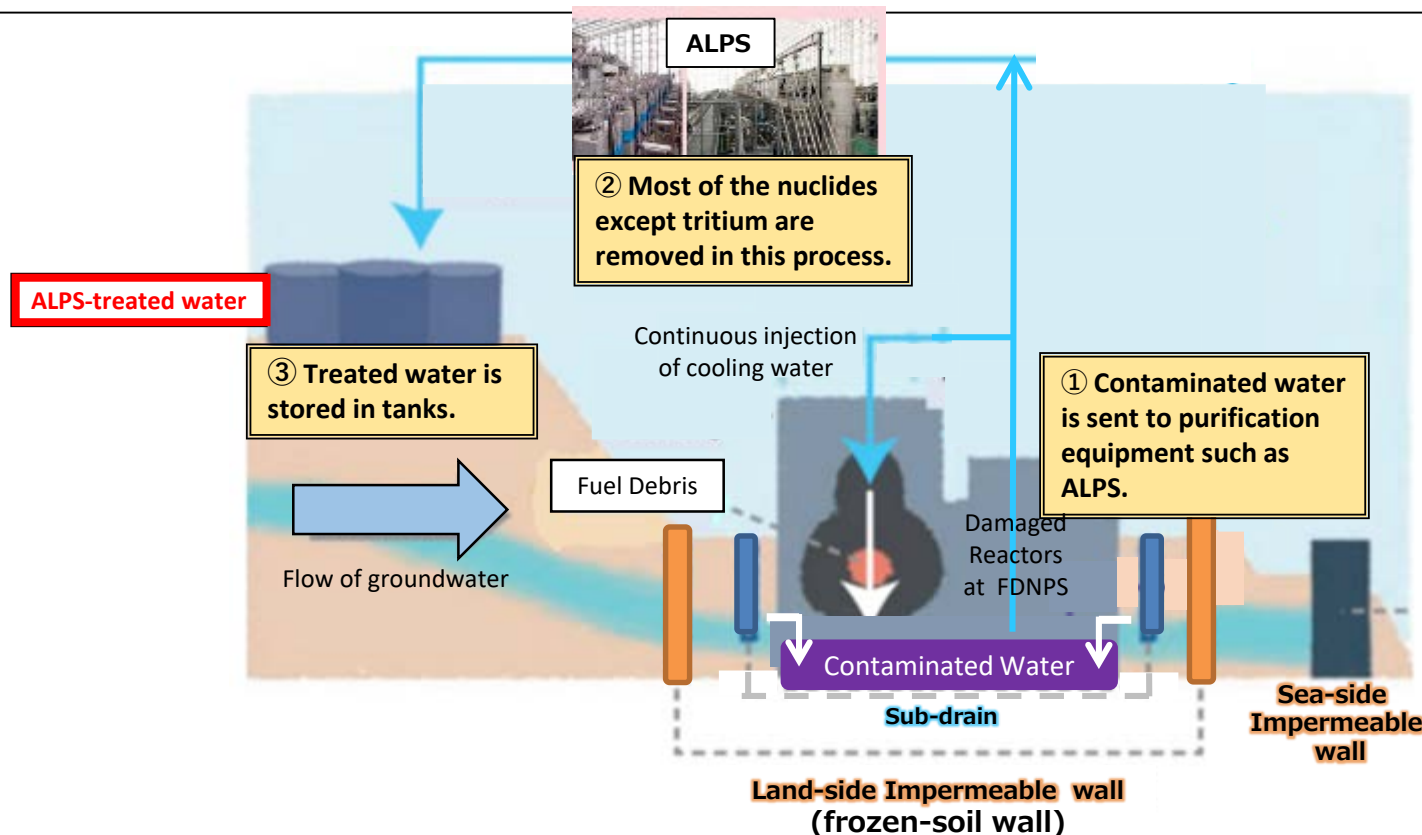 ALPS
② Most of the nuclides
except tritium are
removed in this process.
ALPS-treated water
③ Treated water is
stored in tanks.
Continuous injection
of cooling water
① Contaminated water
is sent to purification
equipment such as
ALPS.
Fuel Debris
Damaged
Reactors
at FDNPS
Flow of groundwater
Contaminated Water
Sub-drain
Sea-side
Impermeable
wall
Land-side Impermeable wall
(frozen-soil wall)